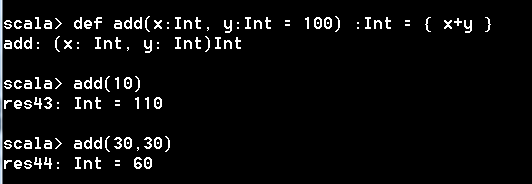 scala> def add(x:Int, y:Int = 100) :Int = { x+y }
add: (x: Int, y: Int)Int
scala> add(10)
res43: Int = 110
scala> add(30,30)
res44: Int = 60